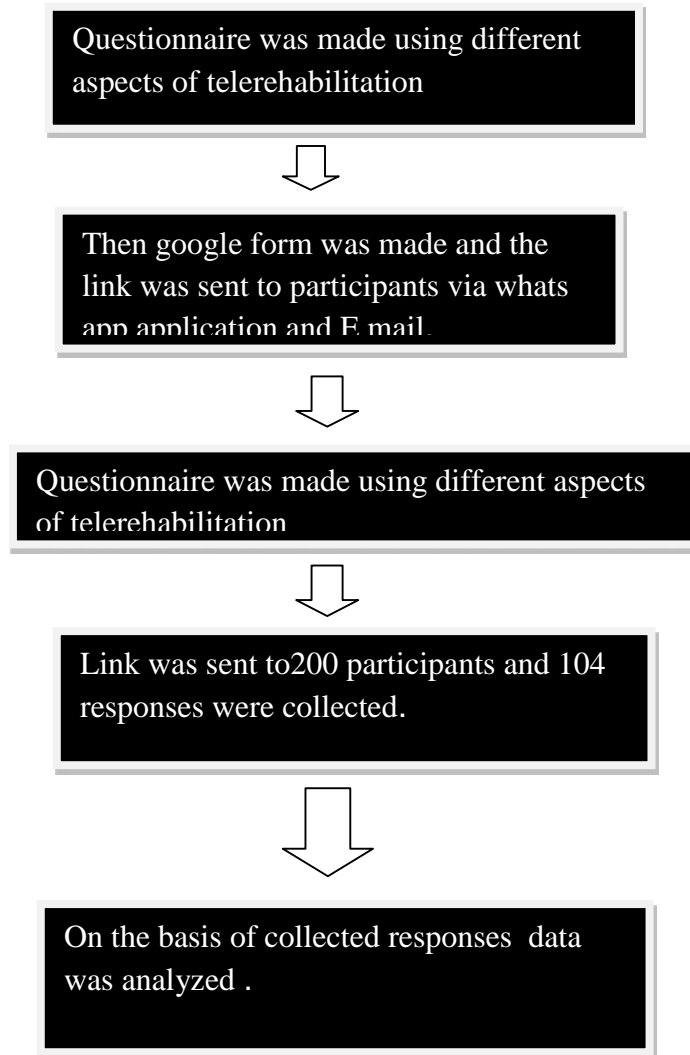 Questionnaire was made using different
aspects of telerehabilitation
Then google form was made and the
link was sent to participants via whats
app application and E mail.
Questionnaire was made using different aspects
of telerehabilitation
Link was sent to200 participants and 104
responses were collected.
On the basis of collected responses data
was analyzed .